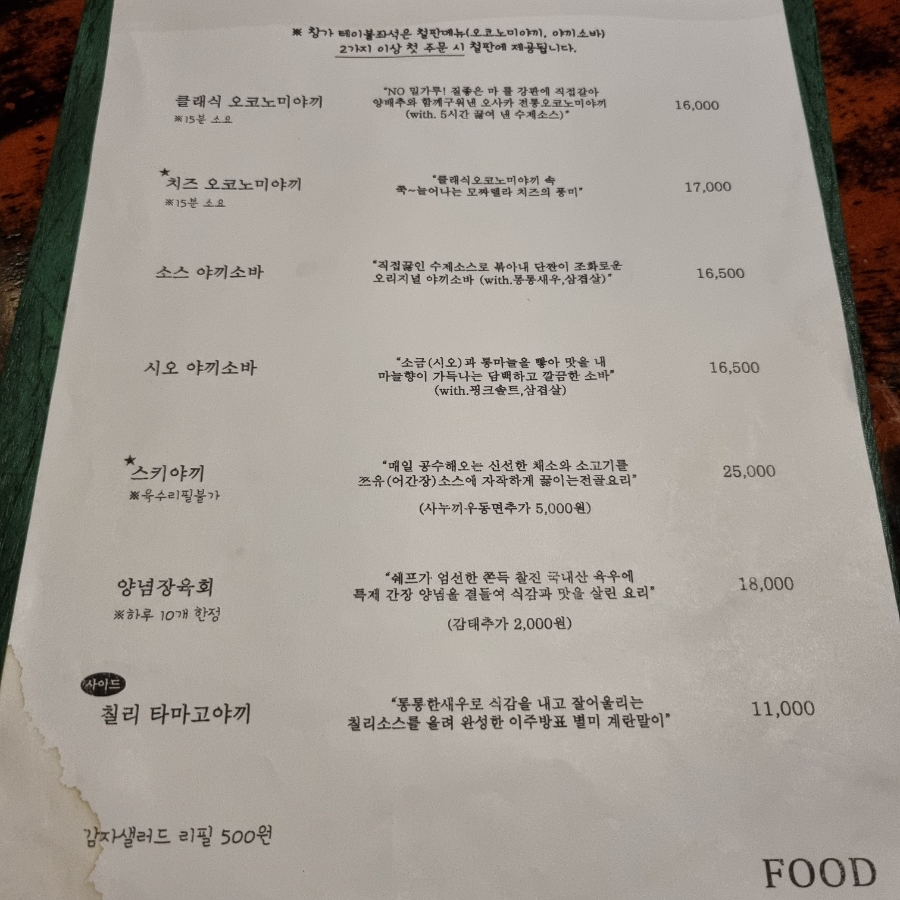 ※ 창가 테이블좌석은 철판메뉴(오코노미야끼, 야끼소바)
2가지 이상 첫 주문 시 철판에 제공됩니다.
클래식 오코노미야끼
※15분 소요
"NO 밀가루! 질좋은 마 를 강판에 직접갈아
양배추와 함께구워낸 오사카 전통오코노미야끼
(with. 5시간 끓여 낸 수제소스)"
16,000
★
치즈 오코노미야끼
※15분 소요
"클래식오코노미야끼 속
쭉~늘어나는 모짜렐라 치즈의 풍미"
17,000
소스 야끼소바
"직접끓인 수제소스로 볶아내 단짠이 조화로운
오리지널 야끼소바 (with.통통새우,삼겹살)"
16,500
시오 야끼소바
"소금(시오)과 통마늘을 빻아 맛을 내
마늘향이 가득나는 담백하고 깔끔한 소바"
(with.핑크솔트,삼겹살)
16,500
★
스키야끼
※육수리필불가
"매일 공수해오는 신선한 채소와 소고기를
쯔유(어간장)소스에 자작하게 끓이는전골요리"
(사누끼우동면추가 5,000원)
25,000
양념장육회
※하루 10개 한정
"쉐프가 엄선한 쫀득 찰진 국내산 육우에
특제 간장 양념을 곁들여 식감과 맛을 살린 요리"
(감태추가 2,000원)
18,000
사이드
칠리 타마고야끼
"통통한새우로 식감을 내고 잘어울리는
칠리소스를 올려 완성한 이주방표 별미 계란말이"
11,000
감자샐러드 리필 500원
FOOD